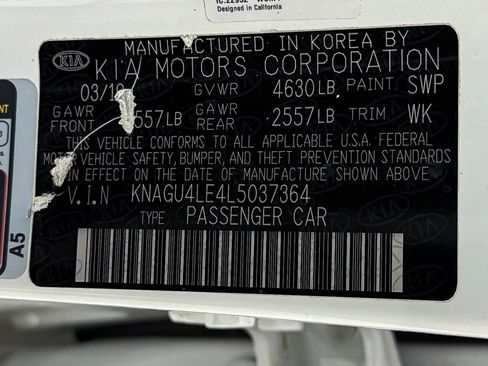 Designed in California
MANUFACTURED IN KOREA BY
KIA KIA MOTORS CORPORATION
GVWR 4630LB PAINT: SWP
GAWR FRONT 2557LB GAWR REAR 2557LB TRIM WK
THIS VEHICLE CONFORMS TO ALL APPLICABLE U.S.A. FEDERAL
MOTOR VEHICLE SAFETY, BUMPER, AND THEFT PREVENTION STANDARDS
IN EFFECT ON THE DATE OF MANUFACTURE SHOWN ABOVE
V.I.N KNAGU4LE4L5037364
TYPE: PASSENGER CAR
A5